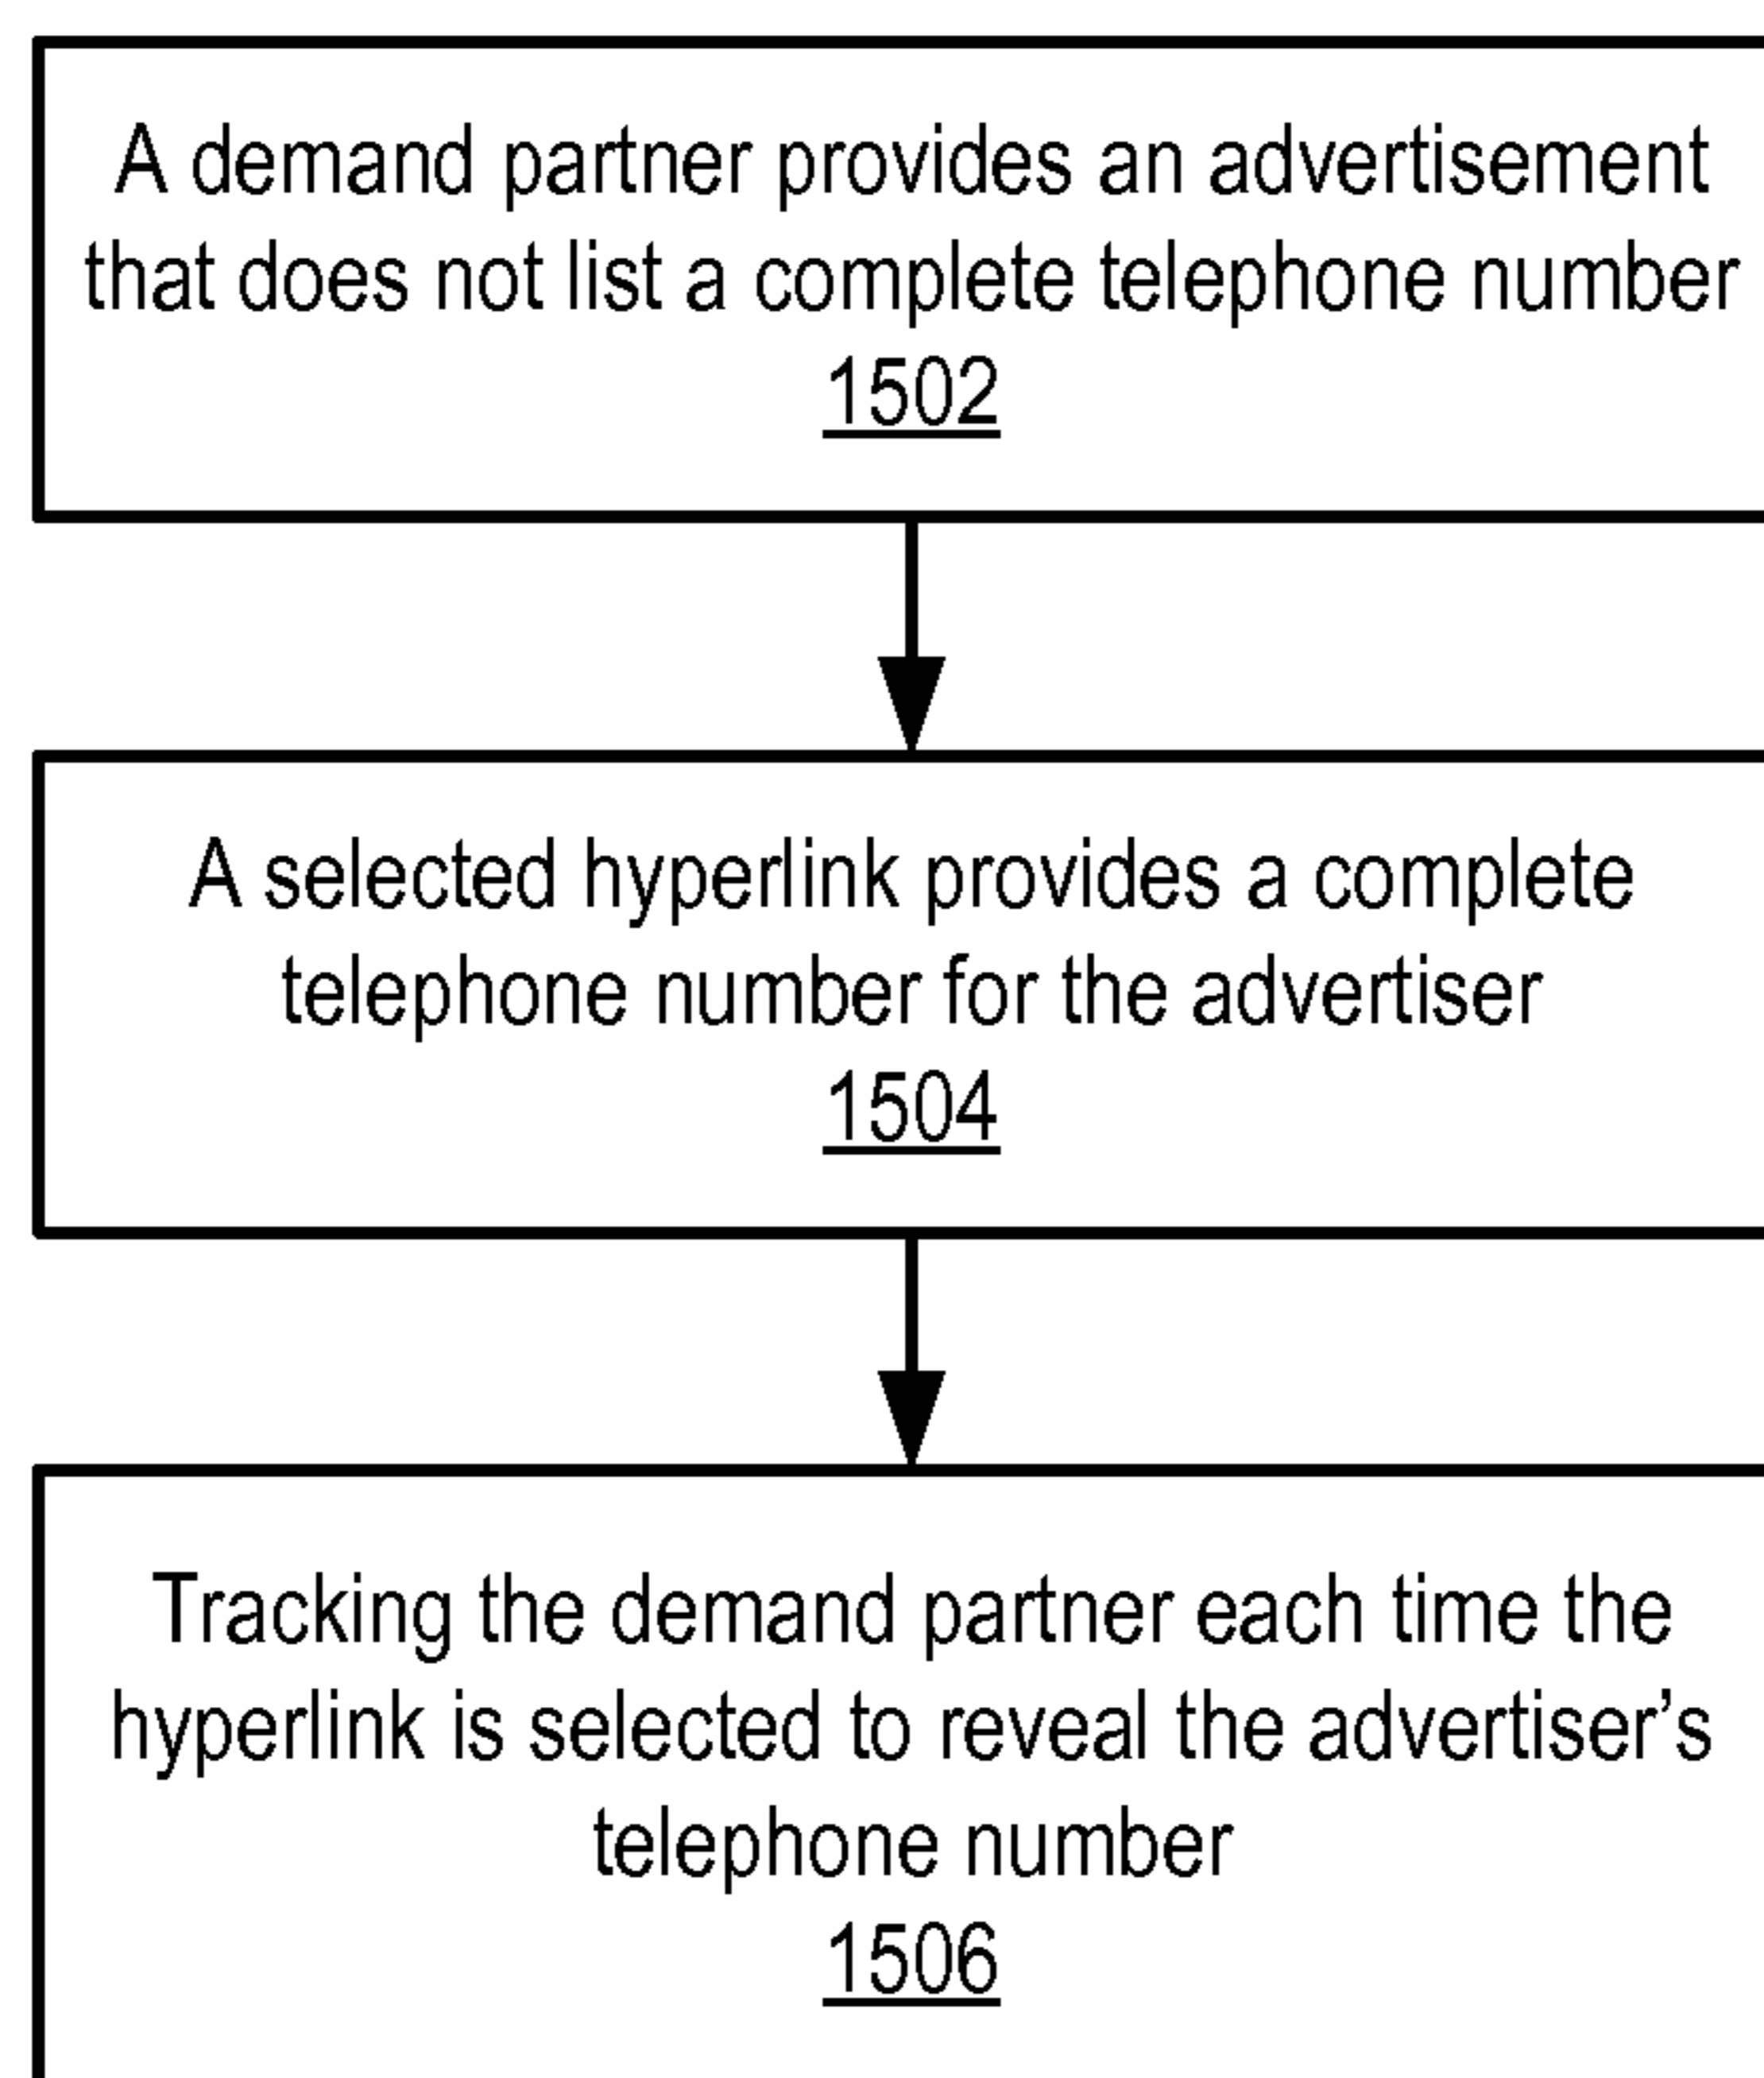 A demand partner provides an advertisement
that does not list a complete telephone number
1502
A selected hyperlink provides a complete
telephone number for the advertiser
1504
Tracking the demand partner each time the
hyperlink is selected to reveal the advertiser’s
telephone number
1506